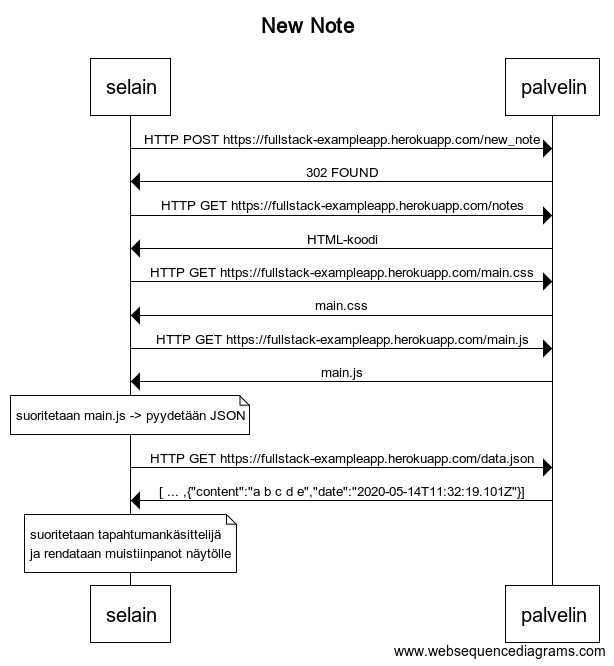 New Note
selain
palvelin
HTTP POST https://fullstack-exampleapp.herokuapp.com/new_note
302 FOUND
HTTP GET https://fullstack-exampleapp.herokuapp.com/notes
HTML-koodi
HTTP GET https://fullstack-exampleapp.herokuapp.com/main.css
main.css
HTTP GET https://fullstack-exampleapp.herokuapp.com/main.js
main.js
suoritetaan main.js -> pyydetään JSON
HTTP GET https://fullstack-exampleapp.herokuapp.com/data.json
[ ... ,{"content":"a b c d e","date":"2020-05-14T11:32:19.101Z"}]
suoritetaan tapahtumankäsittelijä
ja rendataan muistiinpanot näytölle
selain
palvelin
www.websequencediagrams.com